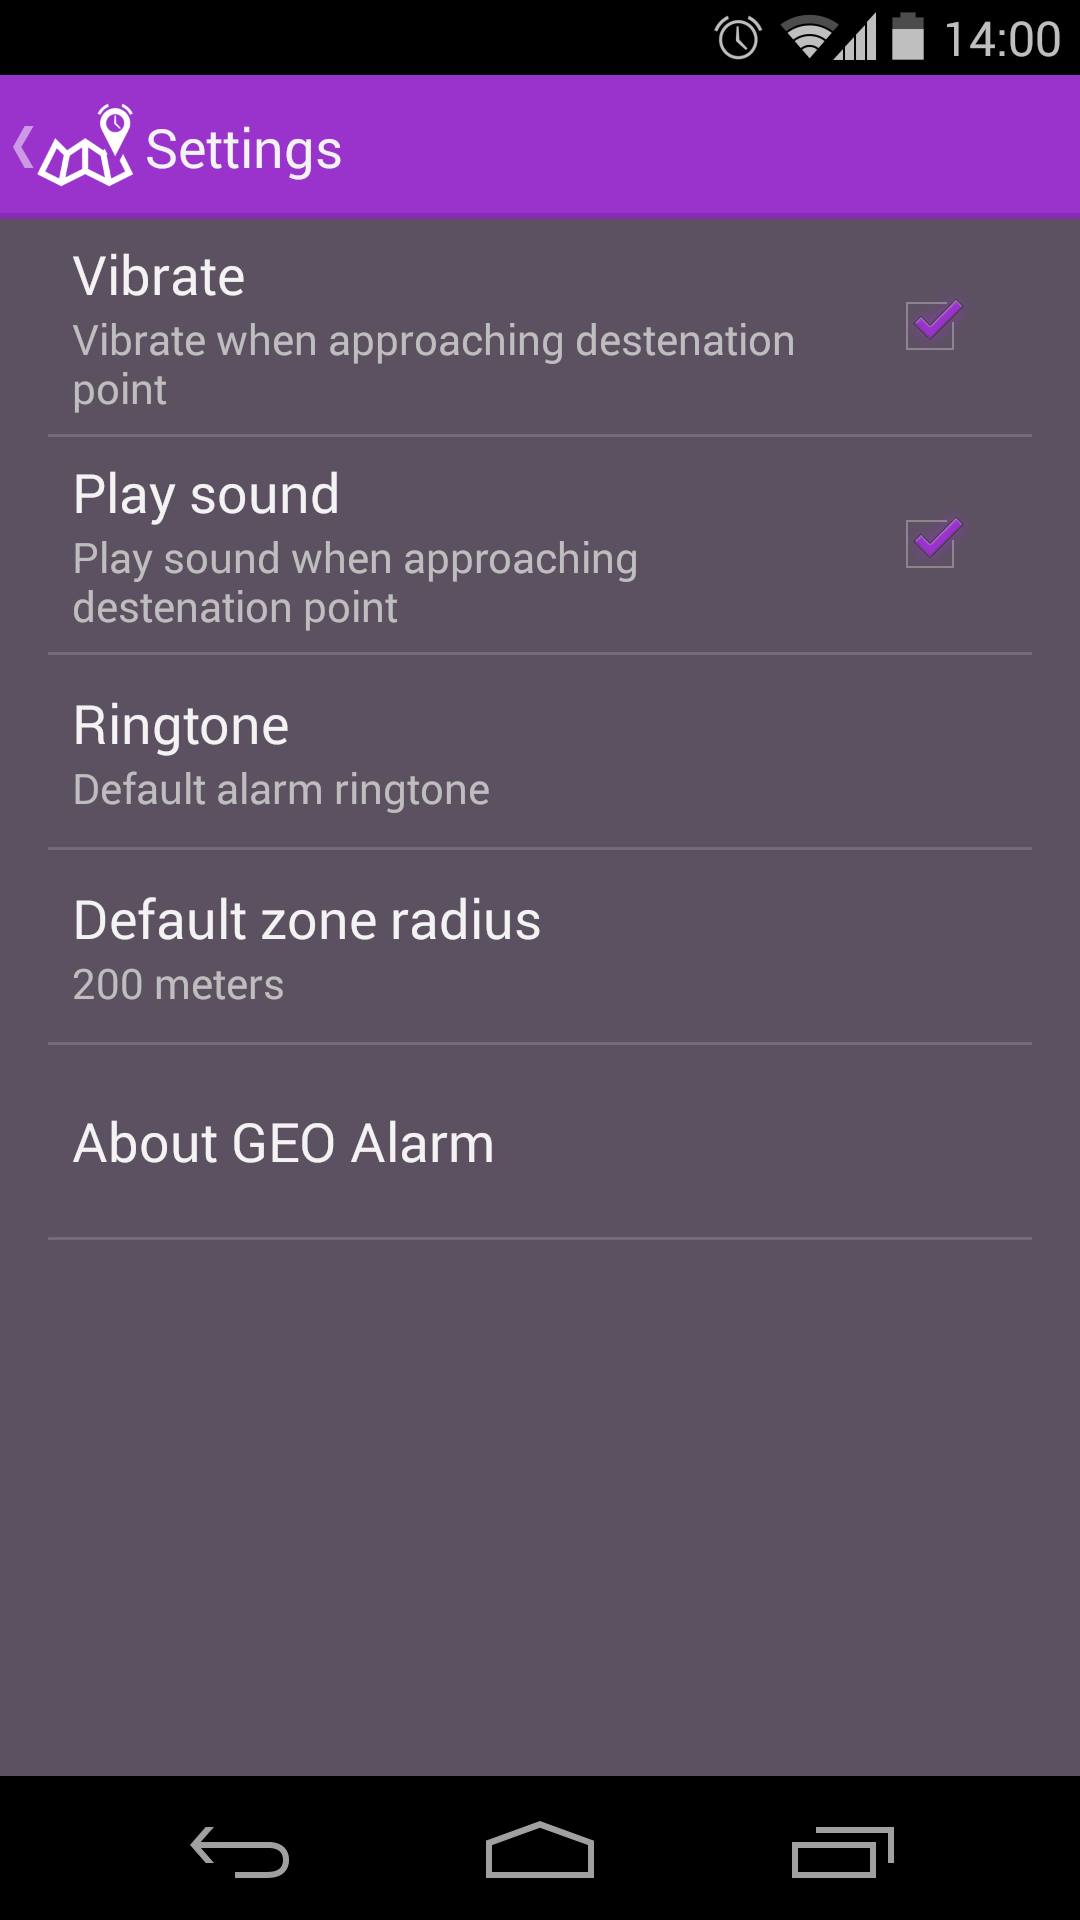 14:00
Settings
Vibrate
Vibrate when approaching destenation
point
Play sound
Play sound when approaching
destenation point
Ringtone
Default alarm ringtone
Default zone radius
200 meters
About GEO Alarm